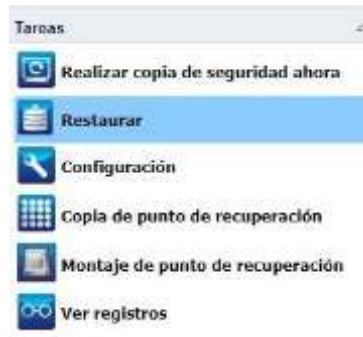 Tareas
Realizar copia de seguridad ahora
Restaurar
Configuración
Copia de punto de recuperación
Montaje de punto de recuperación
Ver registros